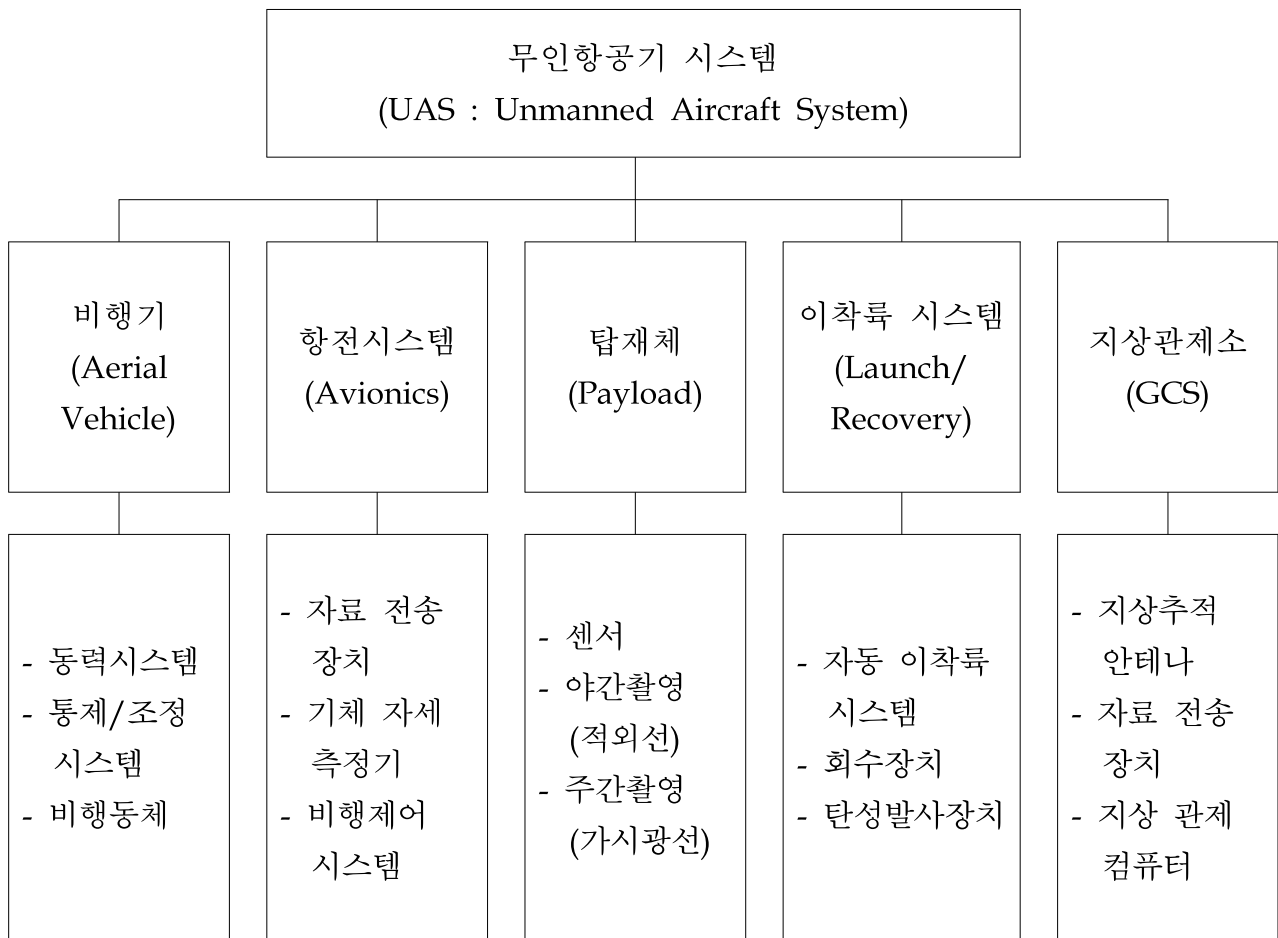 무인항공기 시스템
(UAS : Unmanned Aircraft System)
비행기
(Aerial
Vehicle)
항전시스템
(Avionics)
탑재체
(Payload)
이착륙 시스템
(Launch/
Recovery)
지상관제소
(GCS)
- 동력시스템
- 통제/조정
시스템
- 비행동체
- 자료 전송
장치
- 기체 자세
측정기
- 비행제어
시스템
- 센서
- 야간촬영
(적외선)
- 주간촬영
(가시광선)
- 자동 이착륙
시스템
- 회수장치
- 탄성발사장치
- 지상추적
안테나
- 자료 전송
장치
- 지상 관제
컴퓨터